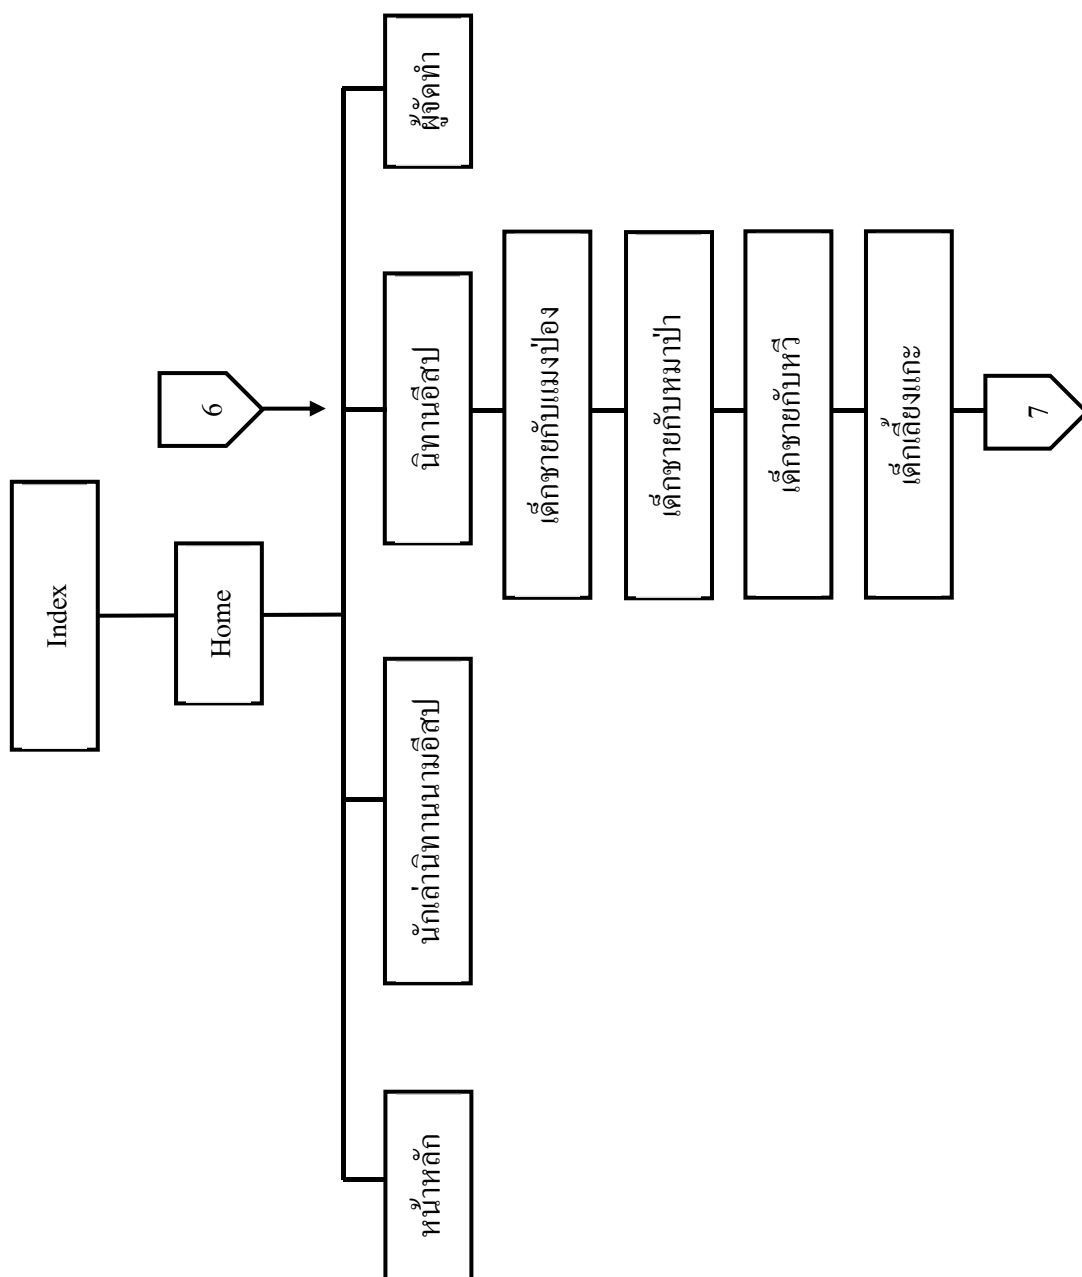 Index
Home
6
หน้าหลัก
นักเล่านิทานนามอีสป
นิทานอีสป
ผู้จัดทำ
เด็กชายกับแมงป่อง
เด็กชายกับหมาป่า
เด็กชายกับหวี
เด็กเลี้ยงแกะ
7